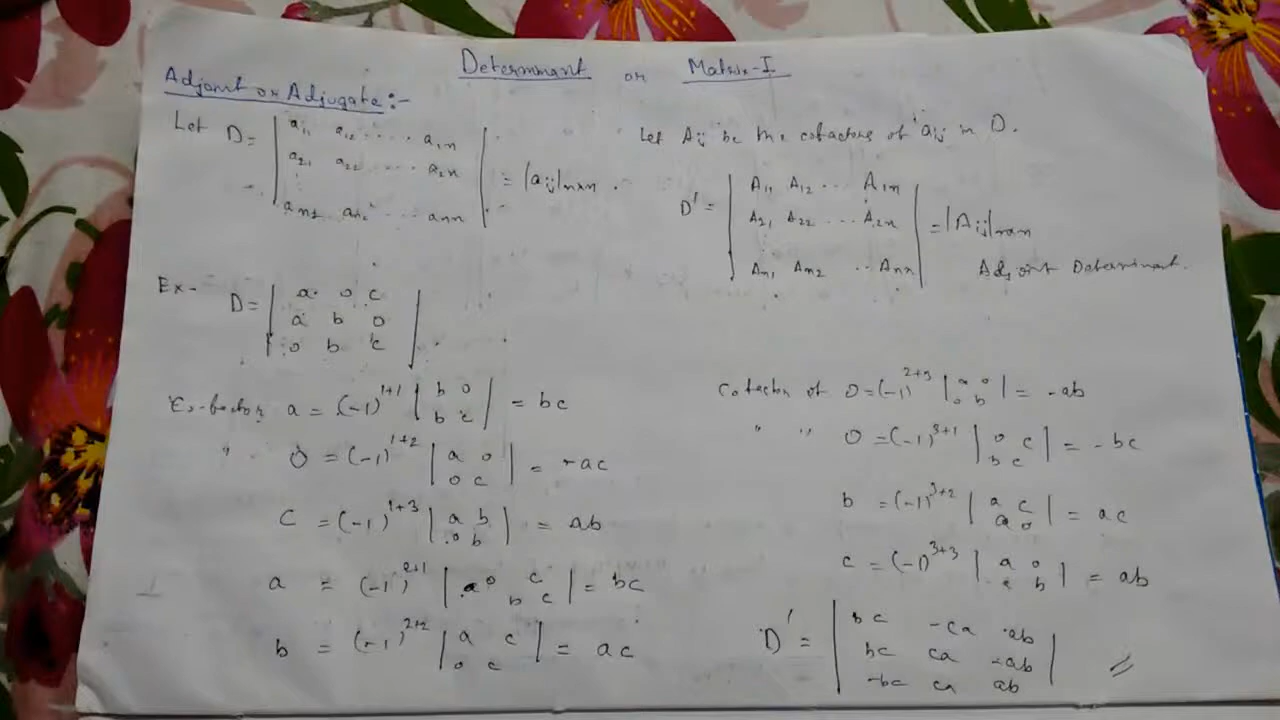 Determinant or Matrix-I
Adjoint or Adjugate :-
Let D = | a11 a12 ..... a1n |
| a21 a22 .... a2n | = |aij|n×n .
| an1 an2 ... ann |
Let Aij be the cofactors of aij in D.
D' = | A11 A12 ... A1n |
| A21 A22 ... A2n | = |Aij|n×n
| An1 An2 .. Ann | Adjoint Determinant.
Ex- D = | a 0 c |
| a b 0 |
| 0 b c |
Co-factor a = (-1)^1+1 | b 0 | = bc
| b c |
" 0 = (-1)^1+2 | a 0 | = -ac
| 0 c |
c = (-1)^1+3 | a b | = ab
| 0 b |
a = (-1)^2+1 | 0 c | = bc
| b c |
b = (-1)^2+2 | a c | = ac
| 0 c |
Cofactor of 0 = (-1)^2+3 | a 0 | = -ab
| 0 b |
" " 0 = (-1)^3+1 | 0 c | = - bc
| b c |
b = (-1)^3+2 | a c | = ac
| a 0 |
c = (-1)^3+3 | a 0 | = ab
| a b |
D' = | bc -ca ab |
| bc ca -ab |
| -bc ca ab |